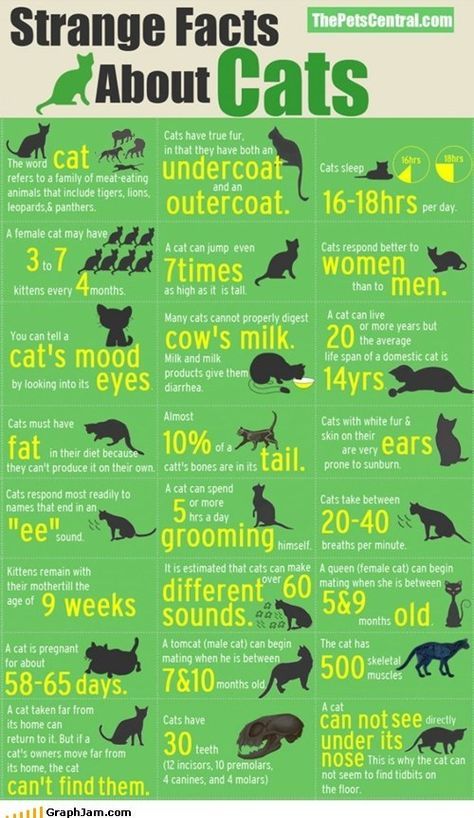 Strange Facts
About Cats
ThePetsCentral.com
The word cat
refers to a family of meat-eating
animals that include tigers, lions,
leopards,& panthers.
Cats have true fur,
in that they have both an
undercoat
and an
outercoat.
16hrs
18hrs
Cats sleep
16-18hrs per day.
A female cat may have
3 to 7
kittens every 4 months.
A cat can jump even
7times
as high as it is tall.
Cats respond better to
women
than to men.
You can tell a
cat's mood
by looking into its eyes.
Many cats cannot properly digest
cow's milk.
Milk and milk
products give them
diarrhea.
A cat can live
20 or more years but
the average
life span of a domestic cat is
14yrs
Cats must have
fat in their diet because
they can't produce it on their own.
Almost
10% of a
catt's bones are in its tail.
Cats with white fur &
skin on their ears
are very
prone to sunburn.
Cats respond most readily to
names that end in an
"ee" sound.
A cat can spend
5 or more
hrs a day
grooming himself.
Cats take between
20-40
breaths per minute.
Kittens remain with
their mothertill the
age of 9 weeks
It is estimated that cats can make
different over 60
sounds.
A queen (female cat) can begin
mating when she is between
5&9
months old.
A cat is pregnant
for about
58-65 days.
A tomcat (male cat) can begin
mating when he is between
7&10 months old.
The cat has
500 skeletal
muscles
A cat taken far from
its home can
return to it. But if a
cat's owners move far from
its home, the cat
can't find them.
Cats have
30 teeth
(12 incisors, 10 premolars,
4 canines, and 4 molars)
A cat
can not see directly
under its
nose This is why the cat can
not seem to find tidbits on
the floor.
GraphJam.com